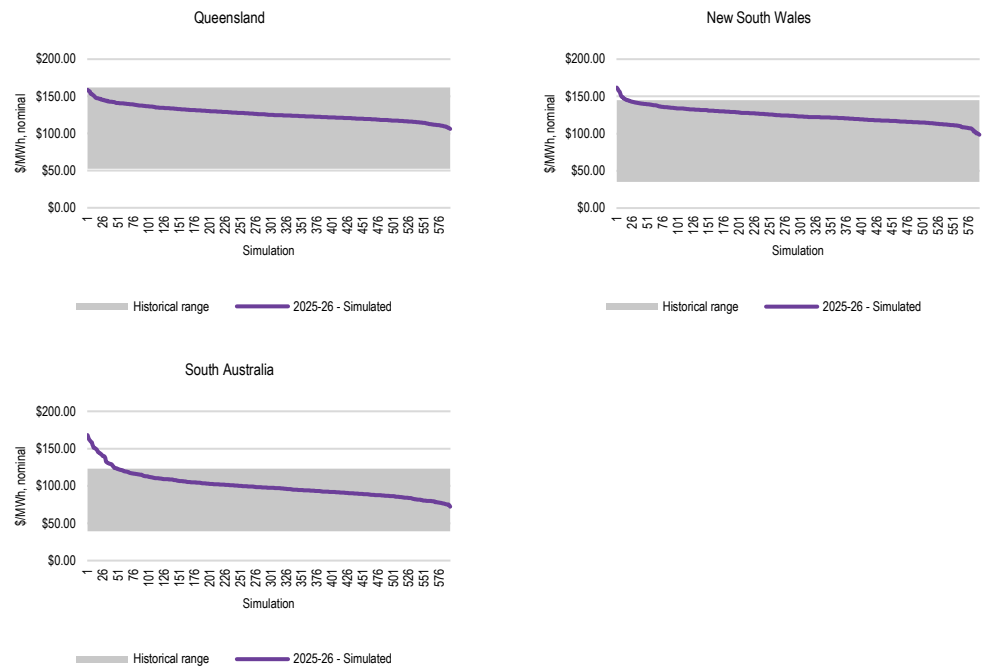 Queensland
$/MWh, nominal
$200.00
$150.00
$100.00
$50.00
$0.00
1 26 51 76 101 126 151 176 201 226 251 276 301 326 351 376 401 426 451 476 501 526 551 576
Simulation
Historical range 2025-26 - Simulated
New South Wales
$/MWh, nominal
$200.00
$150.00
$100.00
$50.00
$0.00
1 26 51 76 101 126 151 176 201 226 251 276 301 326 351 376 401 426 451 476 501 526 551 576
Simulation
Historical range 2025-26 - Simulated
South Australia
$/MWh, nominal
$200.00
$150.00
$100.00
$50.00
$0.00
1 26 51 76 101 126 151 176 201 226 251 276 301 326 351 376 401 426 451 476 501 526 551 576
Simulation
Historical range 2025-26 - Simulated